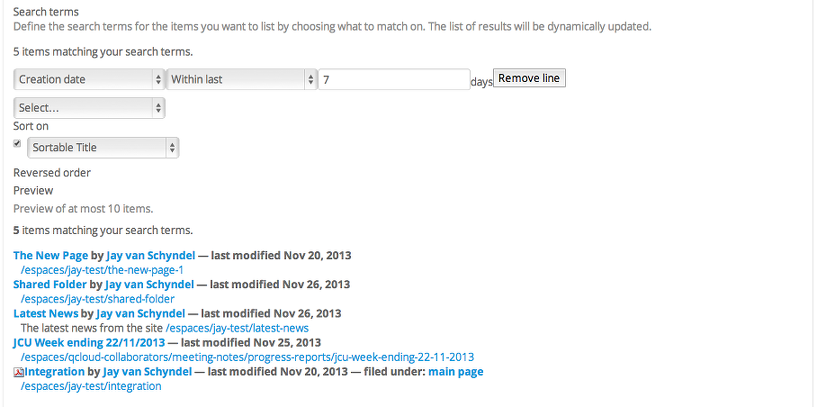 Search terms
Define the search terms for the items you want to list by choosing what to match on. The list of results will be dynamically updated.
5 items matching your search terms.
Creation date Within last 7 days Remove line
Select...
Sort on
Sortable Title
Reversed order
Preview
Preview of at most 10 items.
5 items matching your search terms.
The New Page by Jay van Schyndel — last modified Nov 20, 2013
/espaces/jay-test/the-new-page-1
Shared Folder by Jay van Schyndel — last modified Nov 26, 2013
/espaces/jay-test/shared-folder
Latest News by Jay van Schyndel — last modified Nov 26, 2013
The latest news from the site /espaces/jay-test/latest-news
JCU Week ending 22/11/2013 — last modified Nov 25, 2013
/espaces/qcloud-collaborators/meeting-notes/progress-reports/jcu-week-ending-22-11-2013
Integration by Jay van Schyndel — last modified Nov 20, 2013 — filed under: main page
/espaces/jay-test/integration